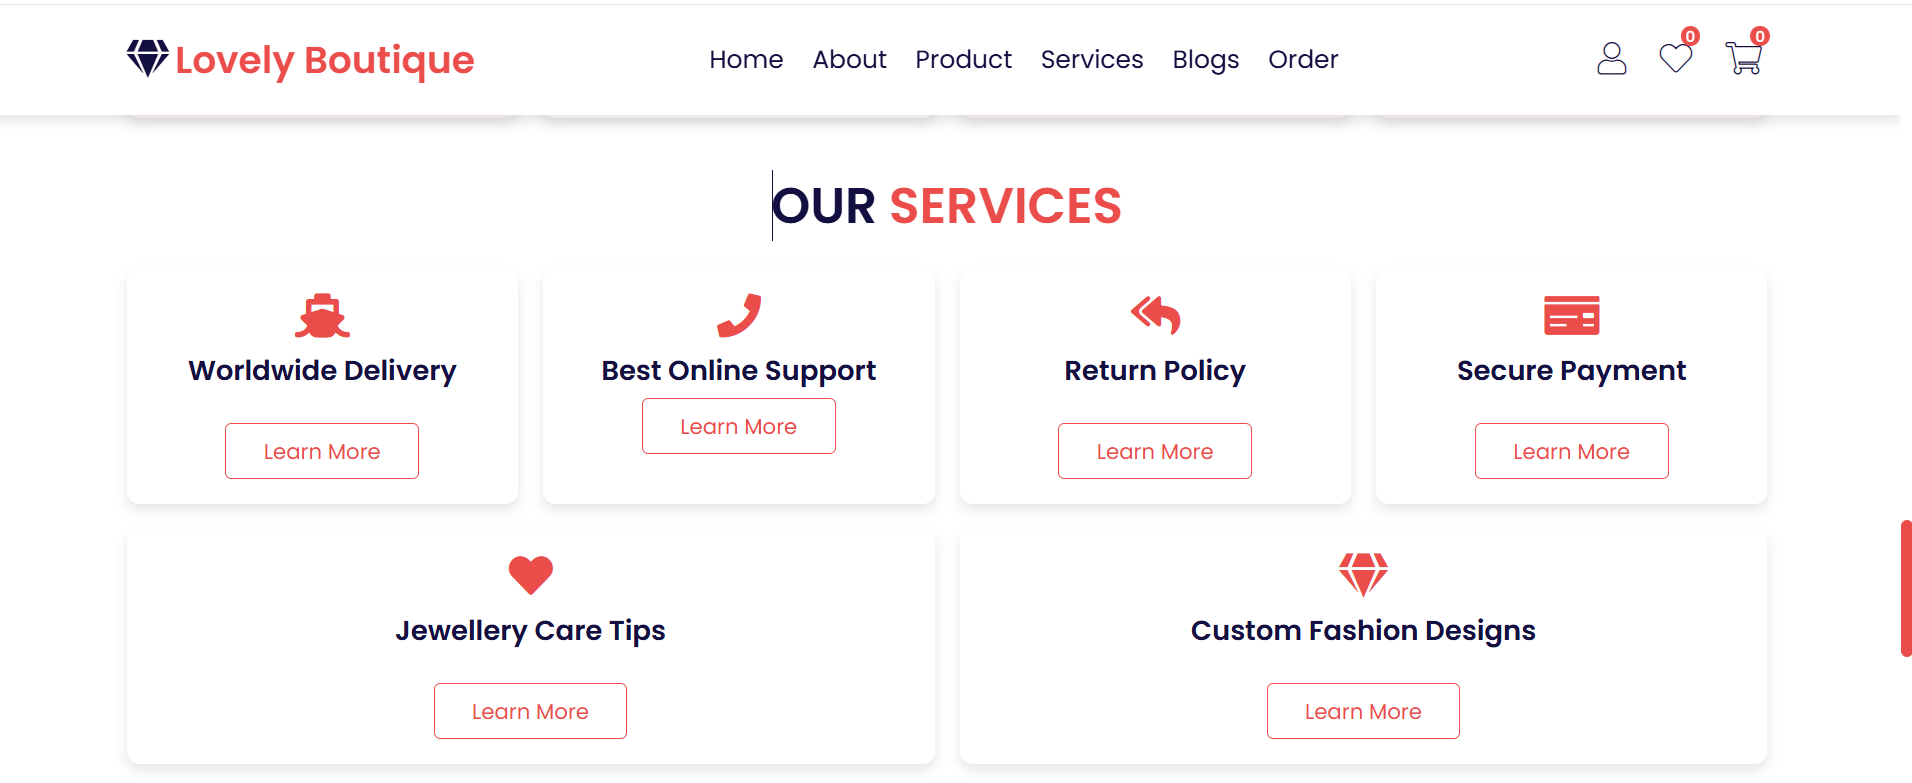 Lovely Boutique
Home About Product Services Blogs Order
0 0
OUR SERVICES
Worldwide Delivery
Learn More
Best Online Support
Learn More
Return Policy
Learn More
Secure Payment
Learn More
Jewellery Care Tips
Learn More
Custom Fashion Designs
Learn More